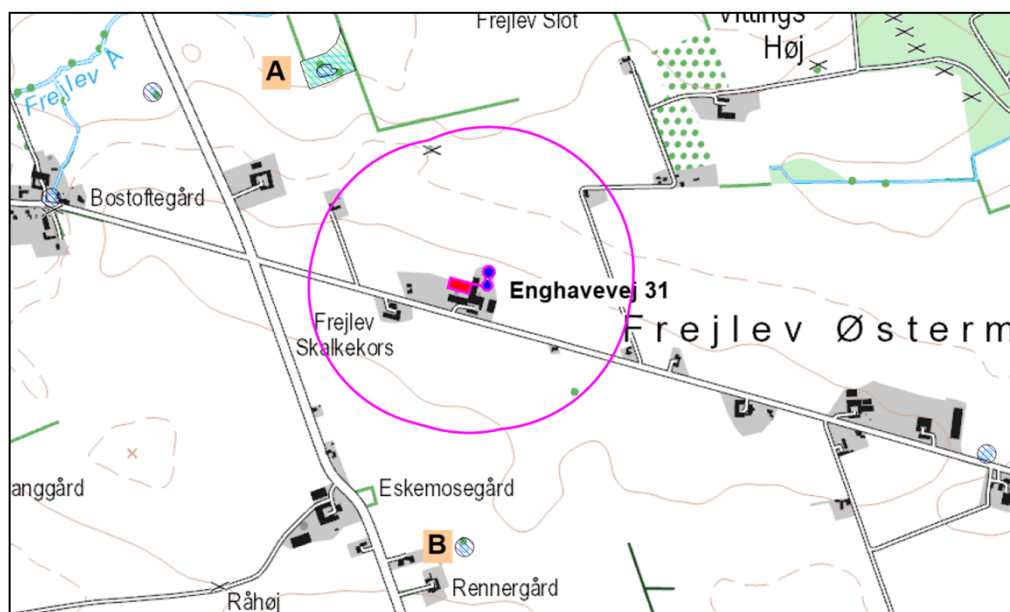 Frejlev Slot
Vittings
Høj
A
Frejlev Å
Bostoftegård
Enghavevej 31
Frejlev
Skalkekors
Frejlev Østerm
anggård
Eskemosegård
B
Rennergård
Råhøj